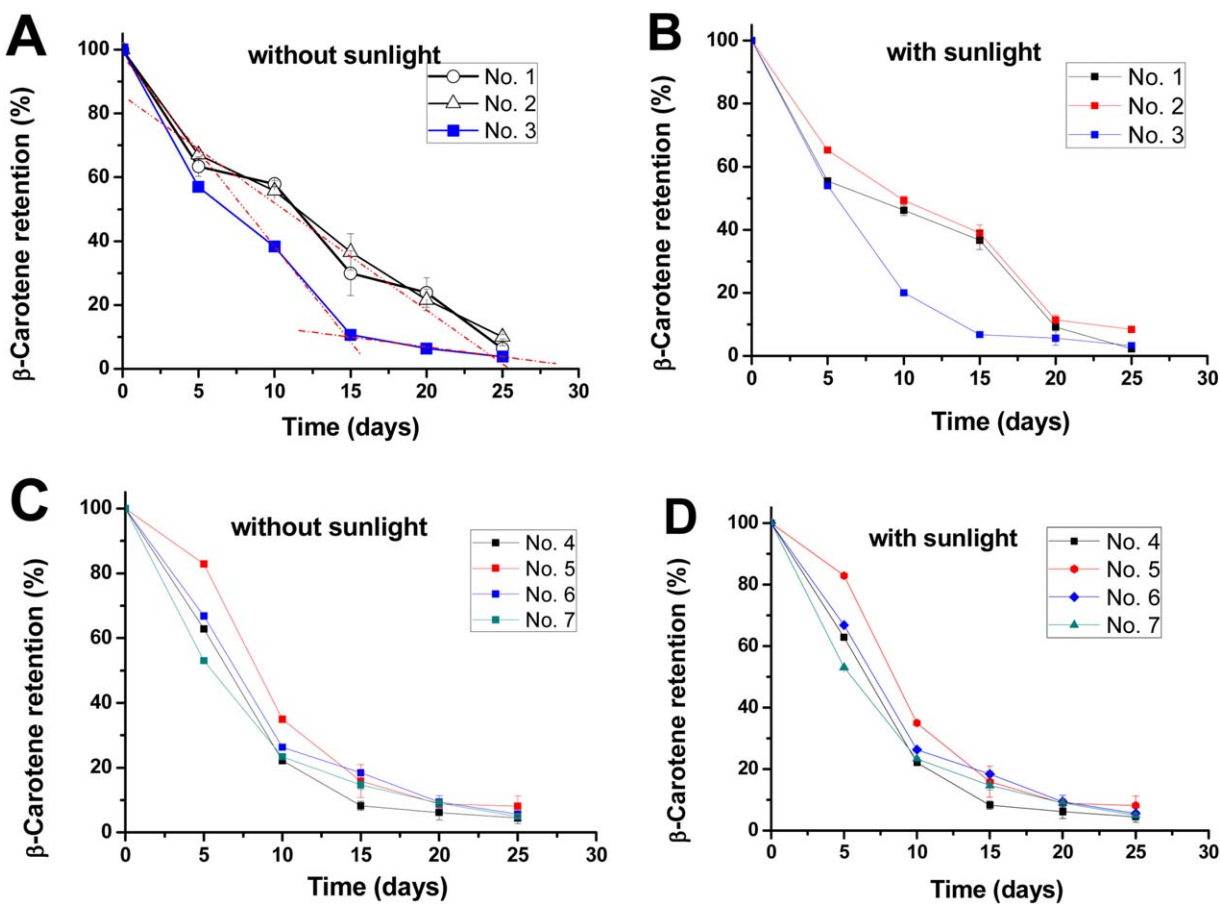 A
without sunlight
No. 1
No. 2
No. 3
100
80
60
40
20
0
0 5 10 15 20 25 30
β-Carotene retention (%)
Time (days)
B
with sunlight
No. 1
No. 2
No. 3
100
80
60
40
20
0
0 5 10 15 20 25 30
β-Carotene retention (%)
Time (days)
C
without sunlight
No. 4
No. 5
No. 6
No. 7
100
80
60
40
20
0
0 5 10 15 20 25 30
β-Carotene retention (%)
Time (days)
D
with sunlight
No. 4
No. 5
No. 6
No. 7
100
80
60
40
20
0
0 5 10 15 20 25 30
β-Carotene retention (%)
Time (days)